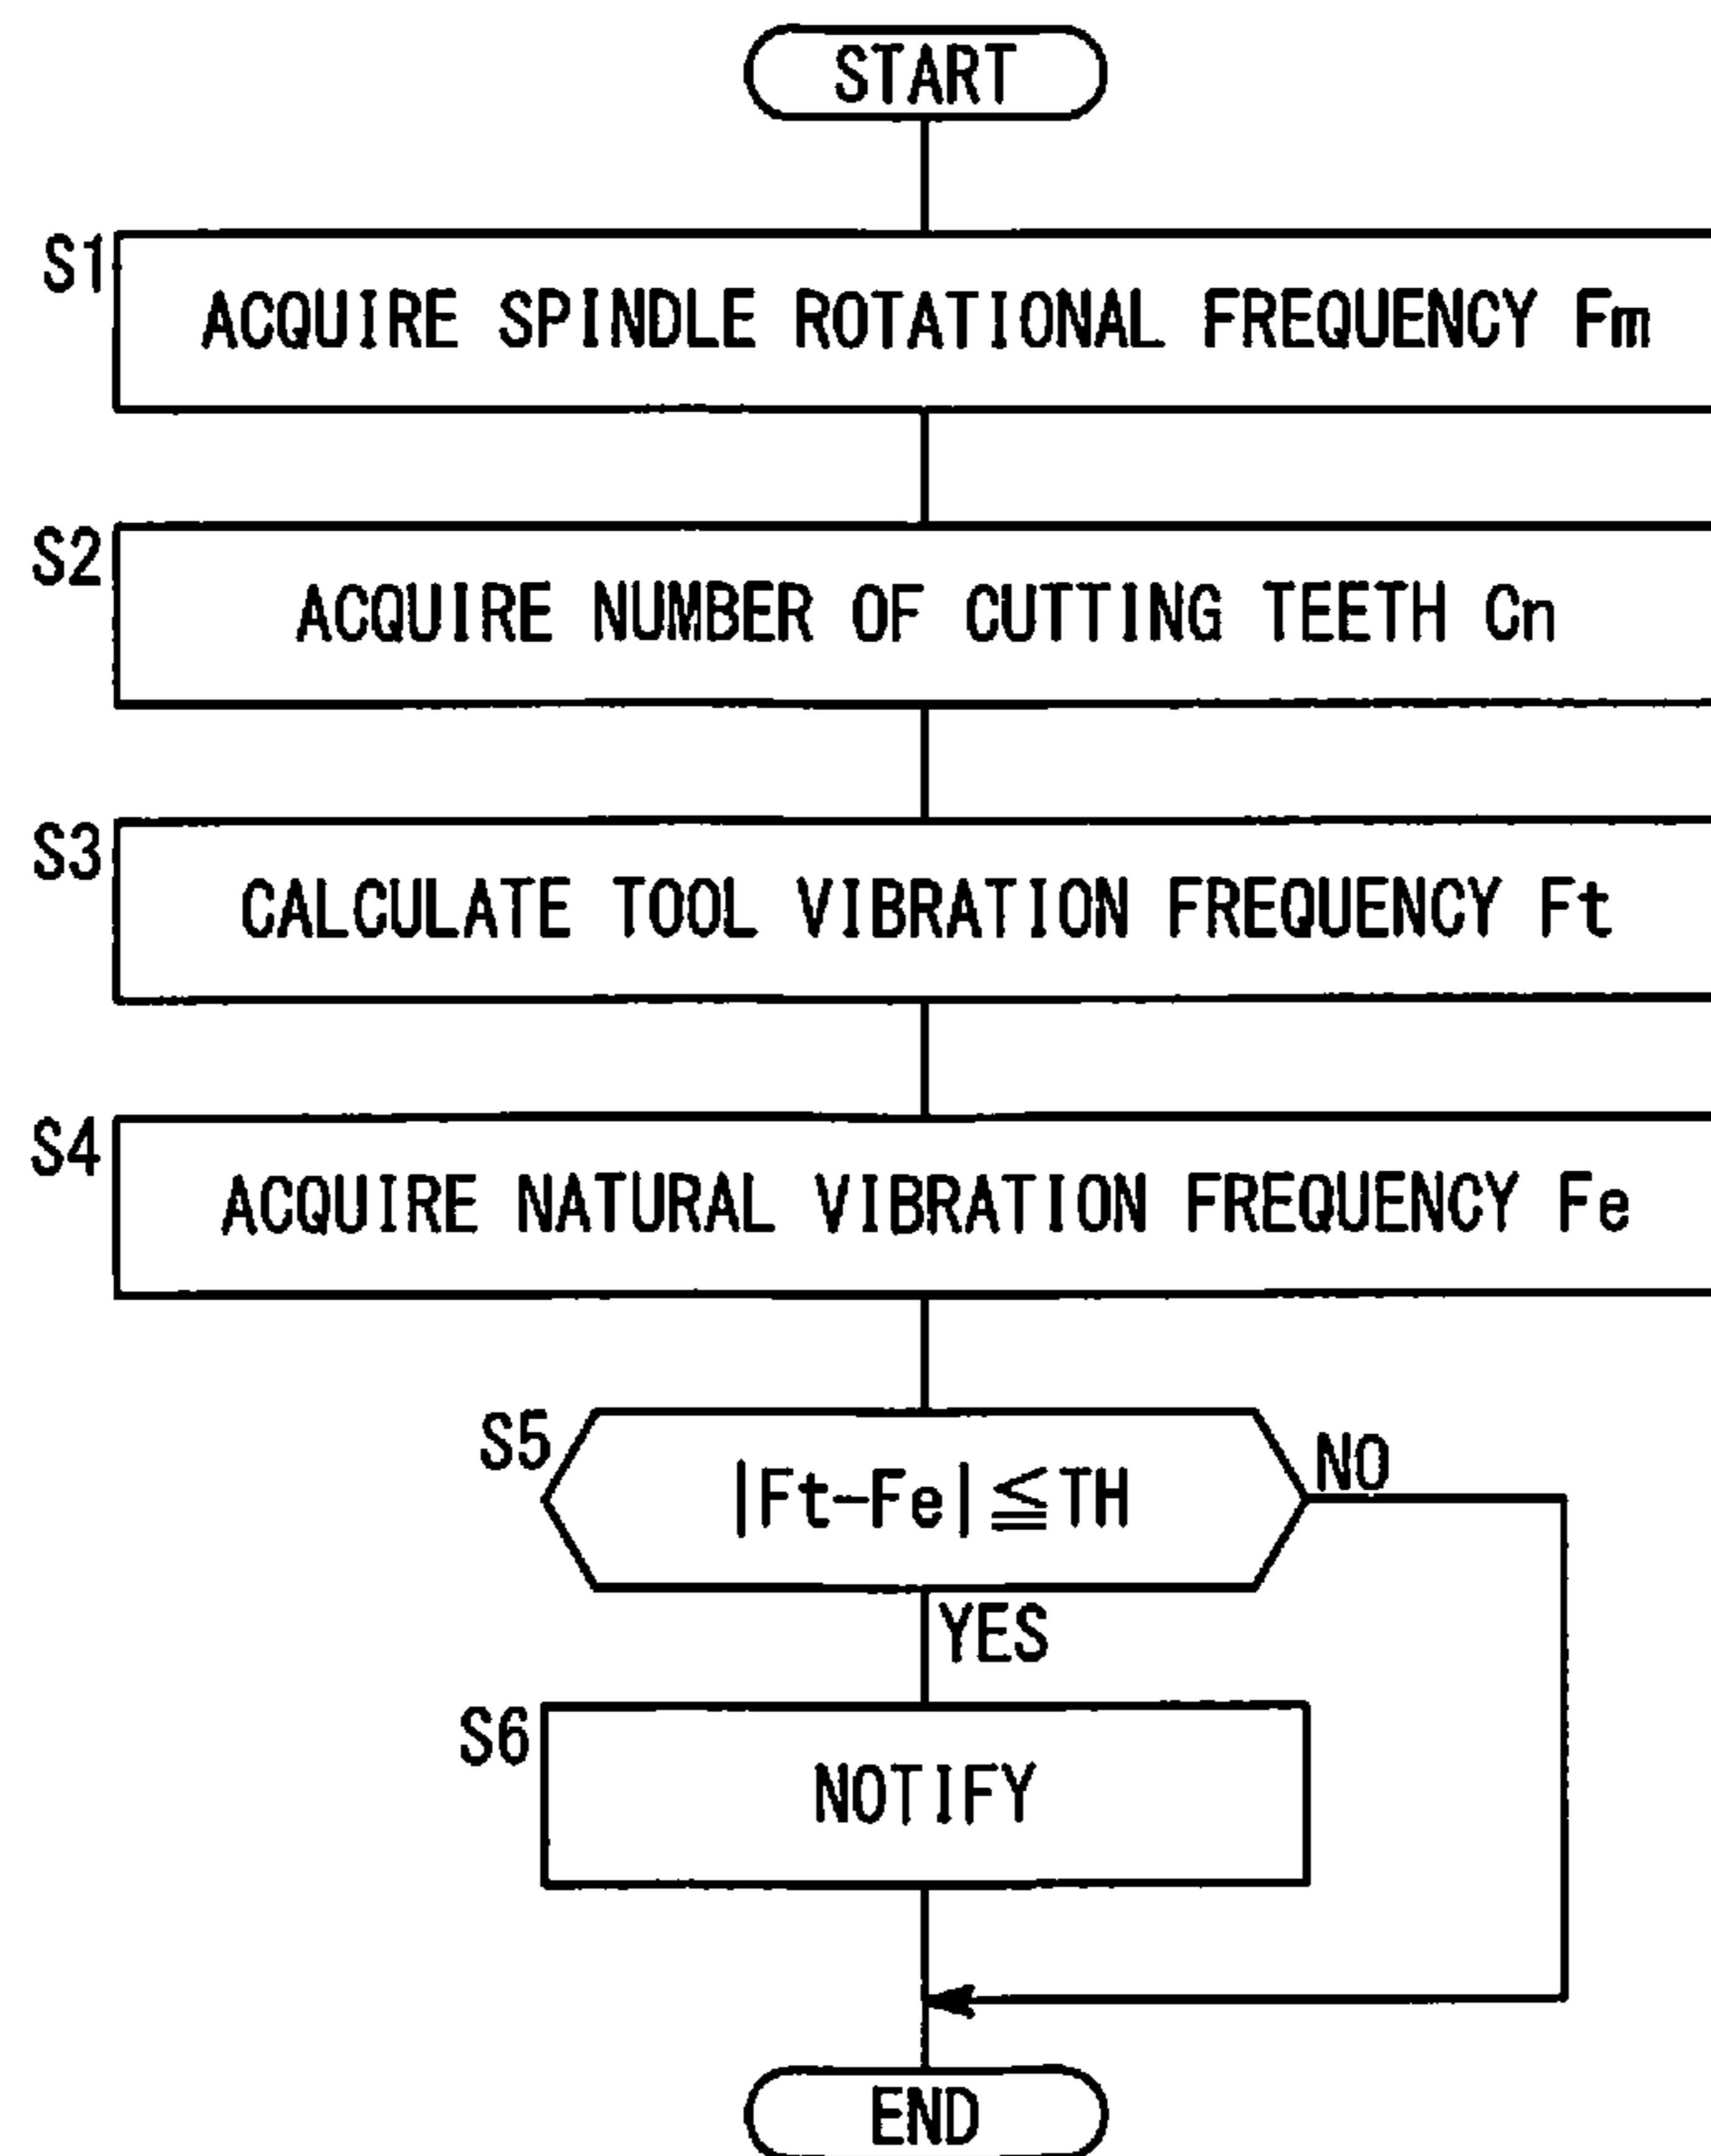 START
S1
ACQUIRE SPINDLE ROTATIONAL FREQUENCY Fm
S2
ACQUIRE NUMBER OF CUTTING TEETH Cn
S3
CALCULATE TOOL VIBRATION FREQUENCY Ft
S4
ACQUIRE NATURAL VIBRATION FREQUENCY Fe
S5
|Ft-Fe|≦TH
NO
YES
S6
NOTIFY
END